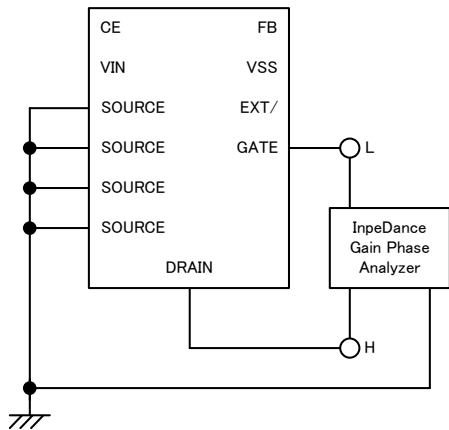 CE FB
VIN VSS
SOURCE EXT/
SOURCE GATE
SOURCE
SOURCE
DRAIN
L
InpeDance
Gain Phase
Analyzer
H